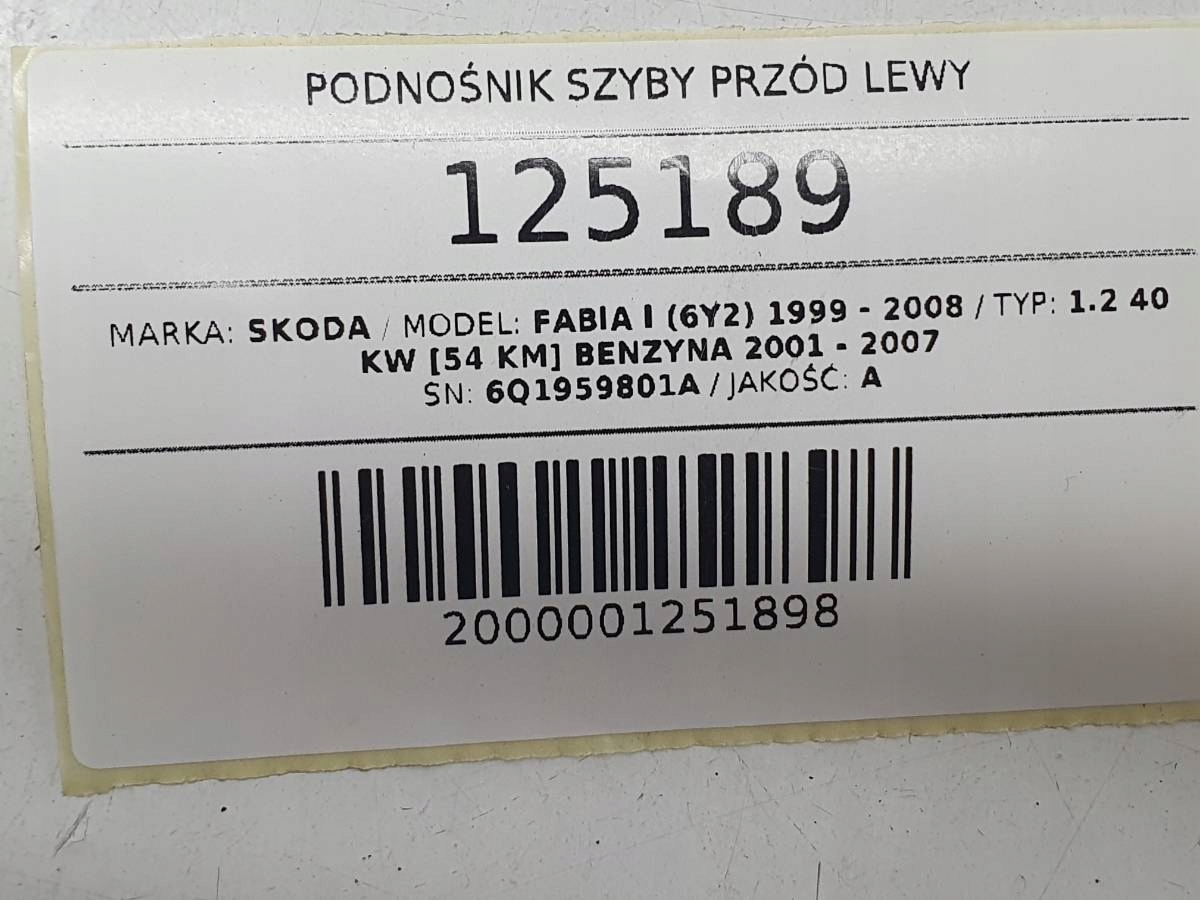 PODNOŚNIK SZYBY PRZÓD LEWY
125189
MARKA: SKODA / MODEL: FABIA I (6Y2) 1999 - 2008 / TYP: 1.2 40
KW [54 KM] BENZYNA 2001 - 2007
SN: 6Q1959801A / JAKOŚĆ: A
2000001251898